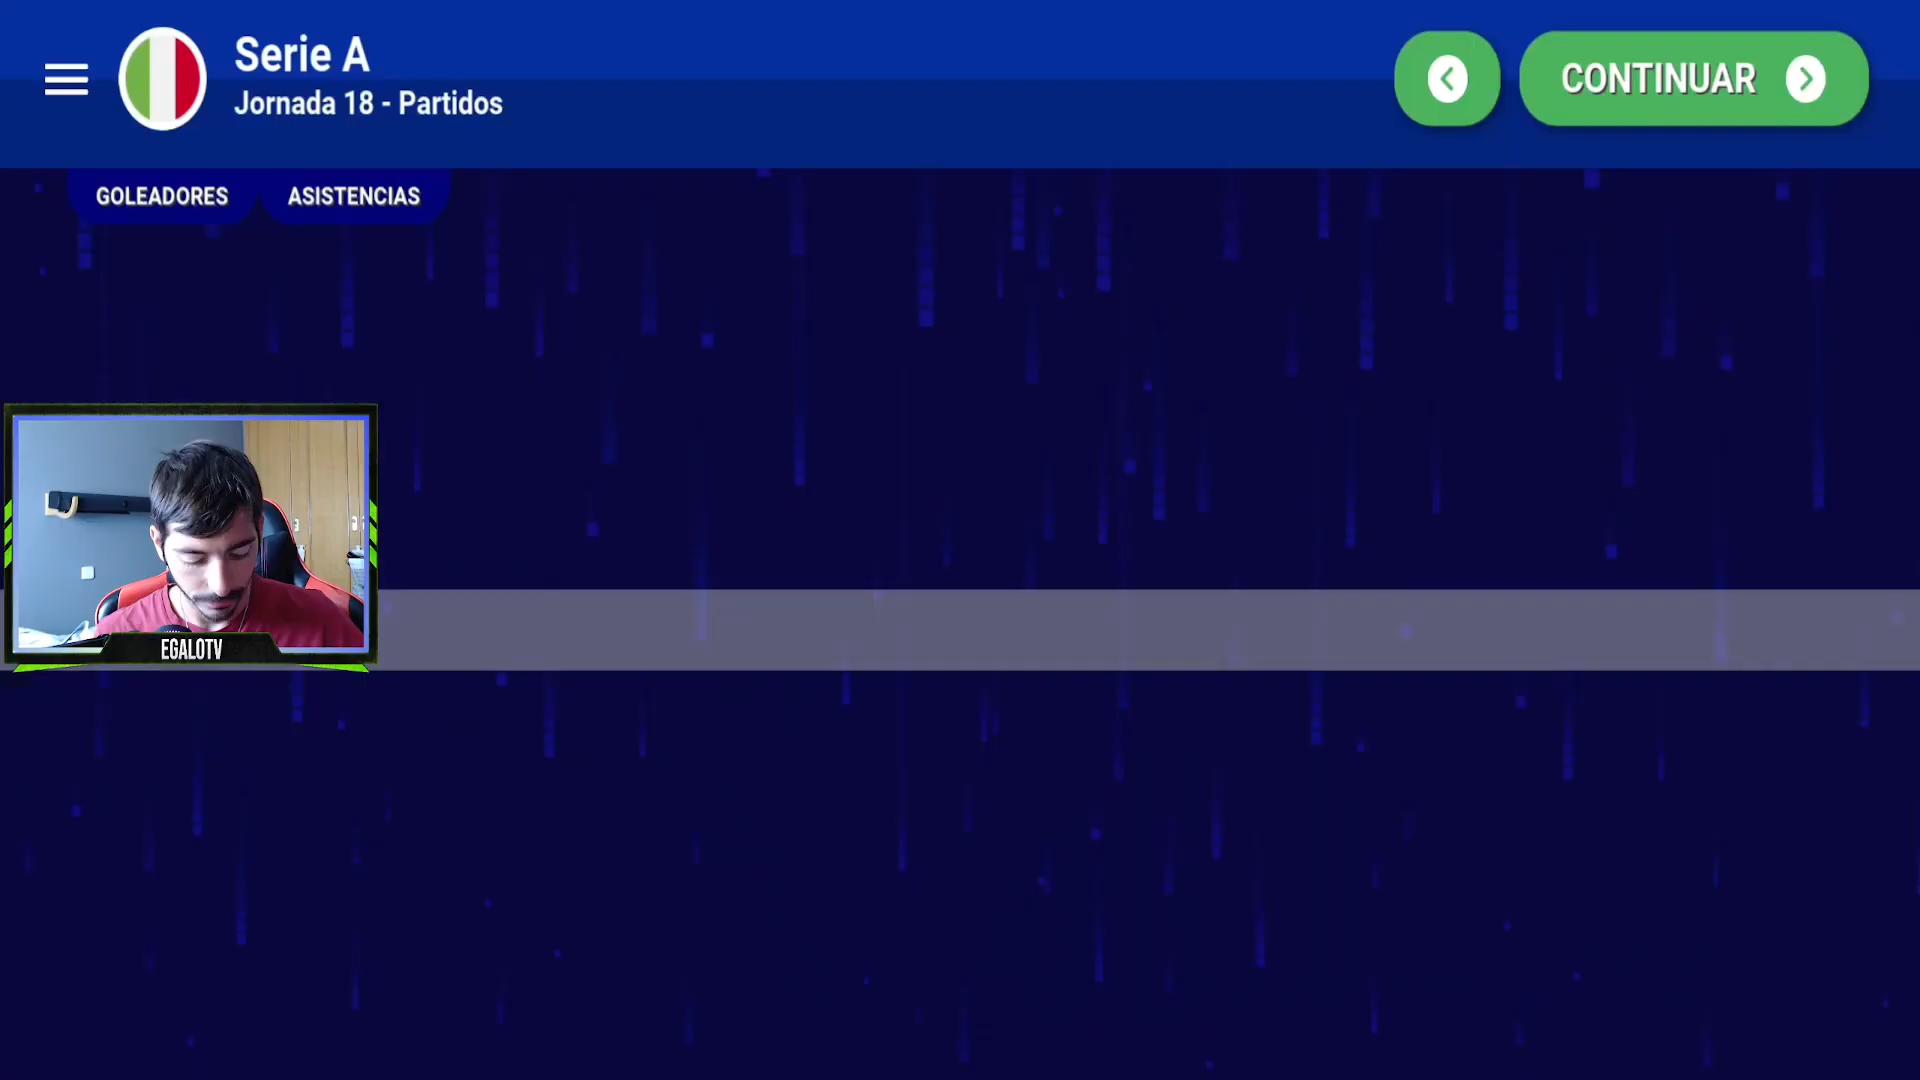 Serie A
Jornada 18 - Partidos
CONTINUAR
GOLEADORES
ASISTENCIAS
EGALOTV